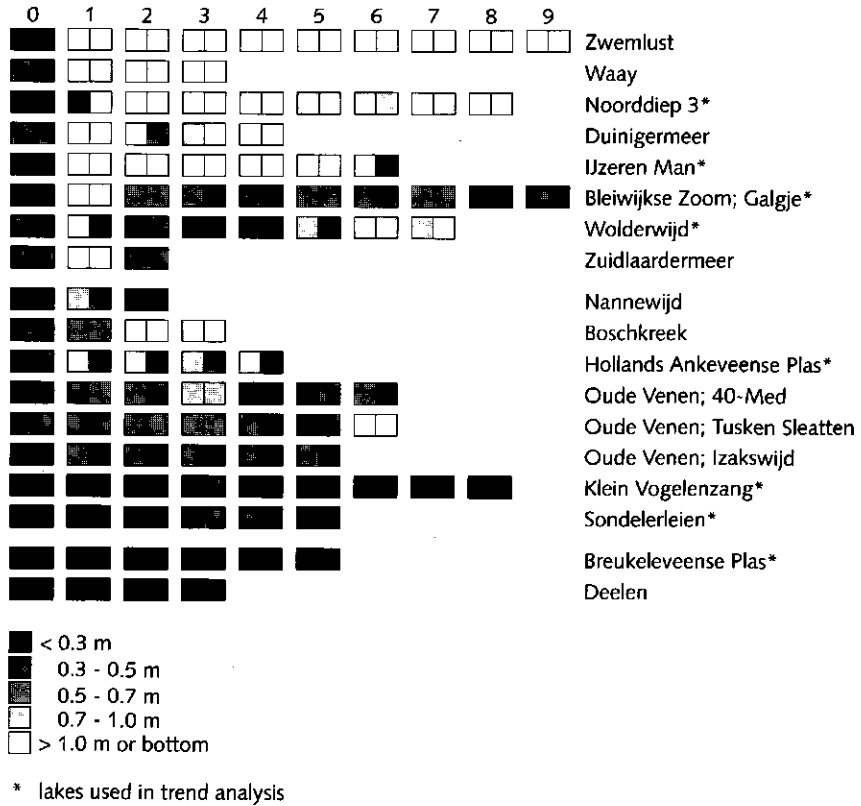 0 1 2 3 4 5 6 7 8 9
Zwemlust
Waay
Noorddiep 3*
Duinigermeer
IJzeren Man*
Bleiwijkse Zoom; Galgje*
Wolderwijd*
Zuidlaardermeer
Nannewijd
Boschkreek
Hollands Ankeveense Plas*
Oude Venen; 40-Med
Oude Venen; Tusken Sleatten
Oude Venen; Izakswijd
Klein Vogelenzang*
Sondelerleien*
Breukeleveense Plas*
Deelen
< 0.3 m
0.3 - 0.5 m
0.5 - 0.7 m
0.7 - 1.0 m
> 1.0 m or bottom
* lakes used in trend analysis